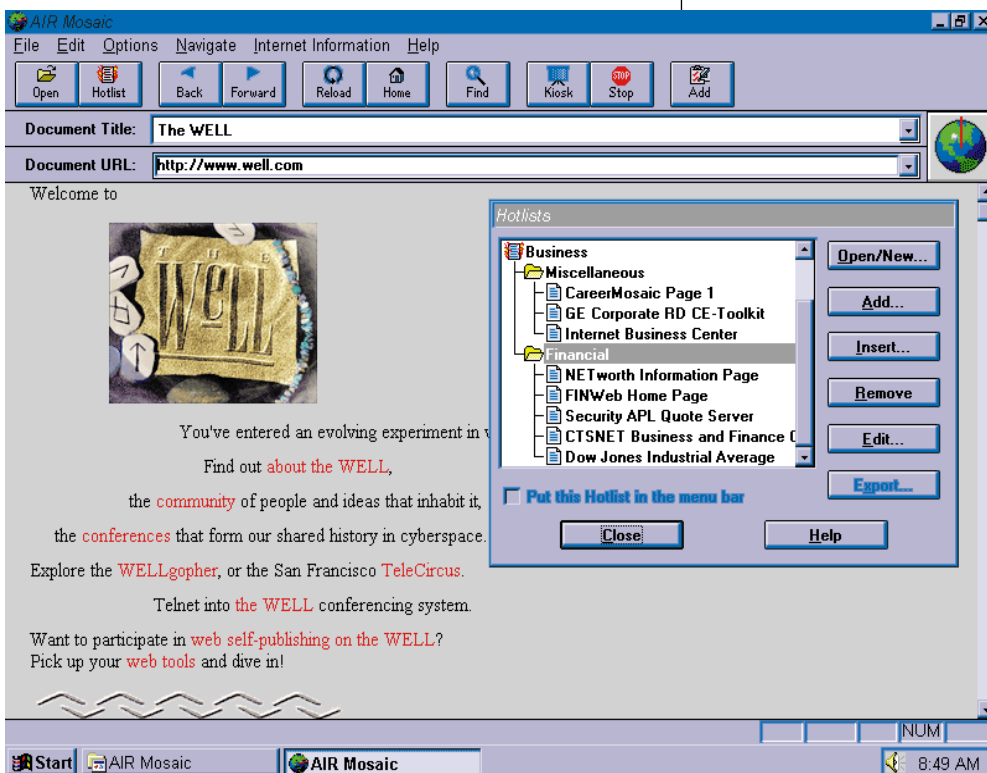 AIR Mosaic
File Edit Options Navigate Internet Information Help
Open Hotlist Back Forward Reload Home Find Kiosk Stop Add
STOP
Document Title: The WELL
Document URL: http://www.well.com
Welcome to
THE
WELL
You've entered an evolving experiment in
Find out about the WELL,
the community of people and ideas that inhabit it,
the conferences that form our shared history in cyberspace.
Explore the WELLgopher, or the San Francisco TeleCircus.
Telnet into the WELL conferencing system.
Want to participate in web self-publishing on the WELL?
Pick up your web tools and dive in!
Hotlists
Business
Miscellaneous
CareerMosaic Page 1
GE Corporate RD CE-Toolkit
Internet Business Center
Financial
NETworth Information Page
FINWeb Home Page
Security APL Quote Server
CTSNET Business and Finance
Dow Jones Industrial Average
Open/New...
Add...
Insert...
Remove
Edit...
Export...
Put this Hotlist in the menu bar
Close Help
NUM
Start AIR Mosaic AIR Mosaic 8:49 AM